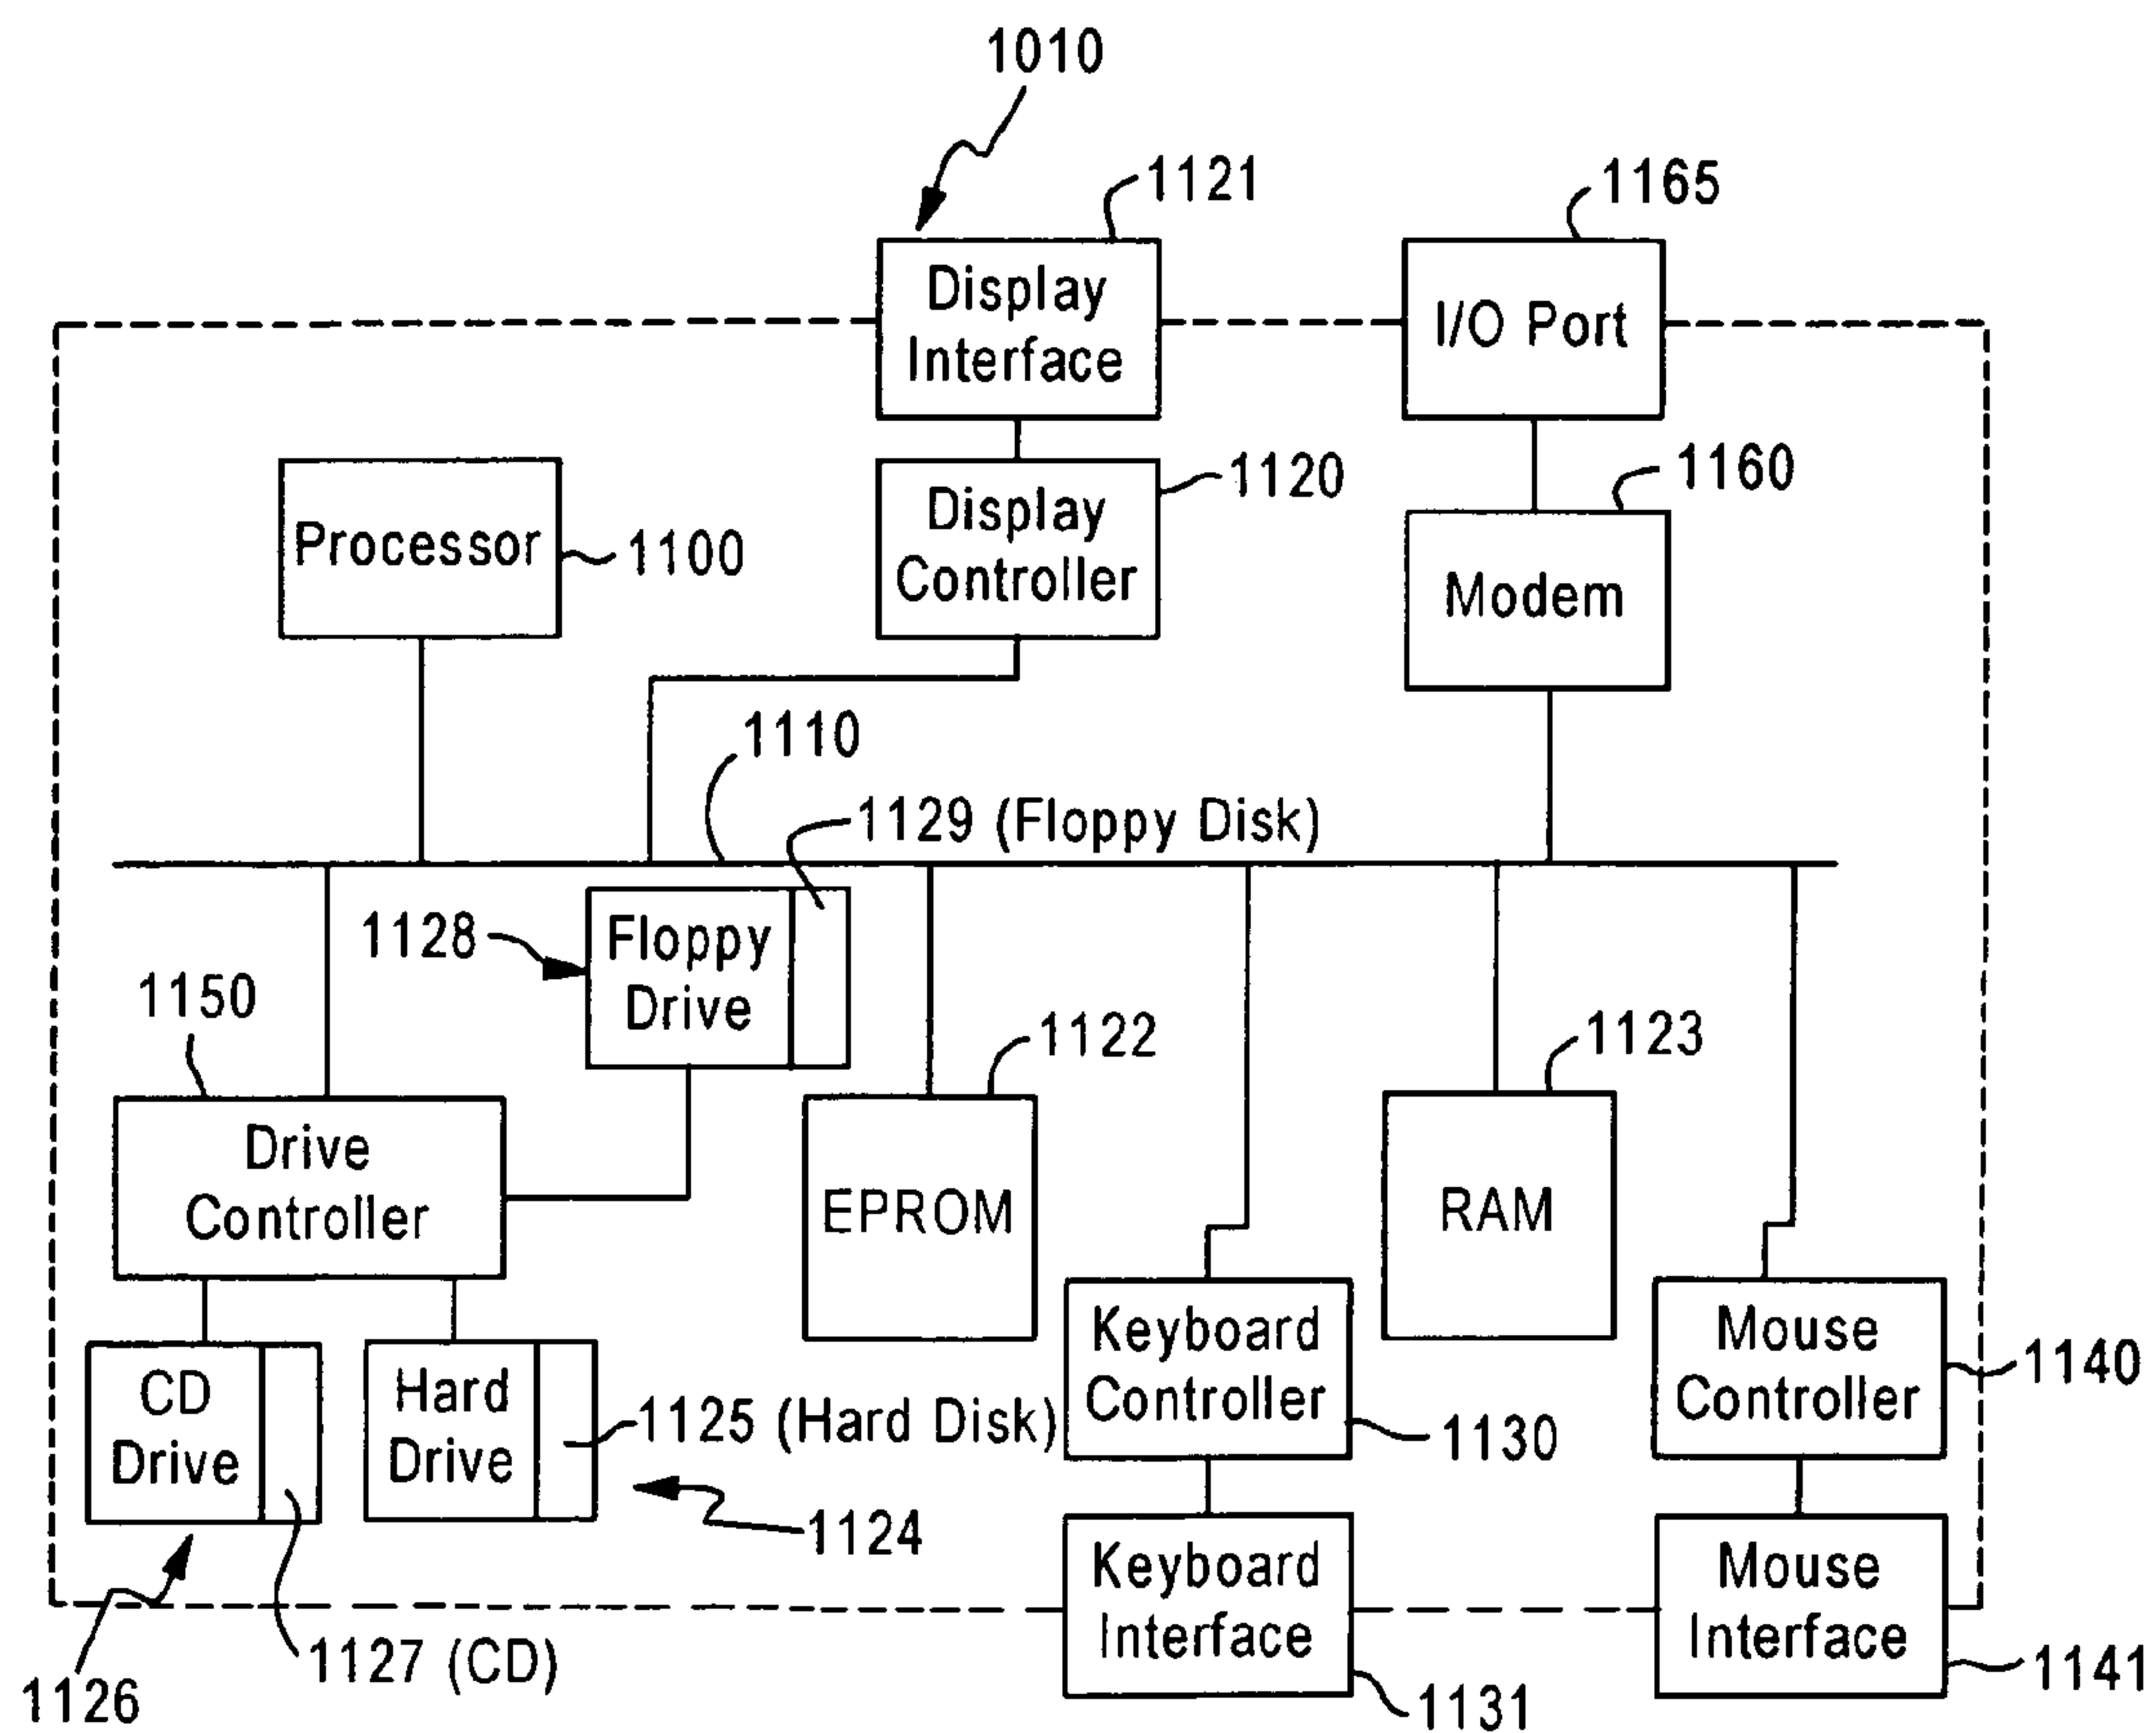 1010
1121
1165
Display
Interface
I/O Port
1120
1160
Processor
1100
Display
Controller
Modem
1110
1129 (Floppy Disk)
1128
Floppy
Drive
1150
1122
1123
Drive
Controller
EPROM
RAM
Keyboard
Controller
Mouse
Controller
1140
CD
Drive
Hard
Drive
1125 (Hard Disk)
1130
1124
Keyboard
Interface
Mouse
Interface
1127 (CD)
1126
1131
1141